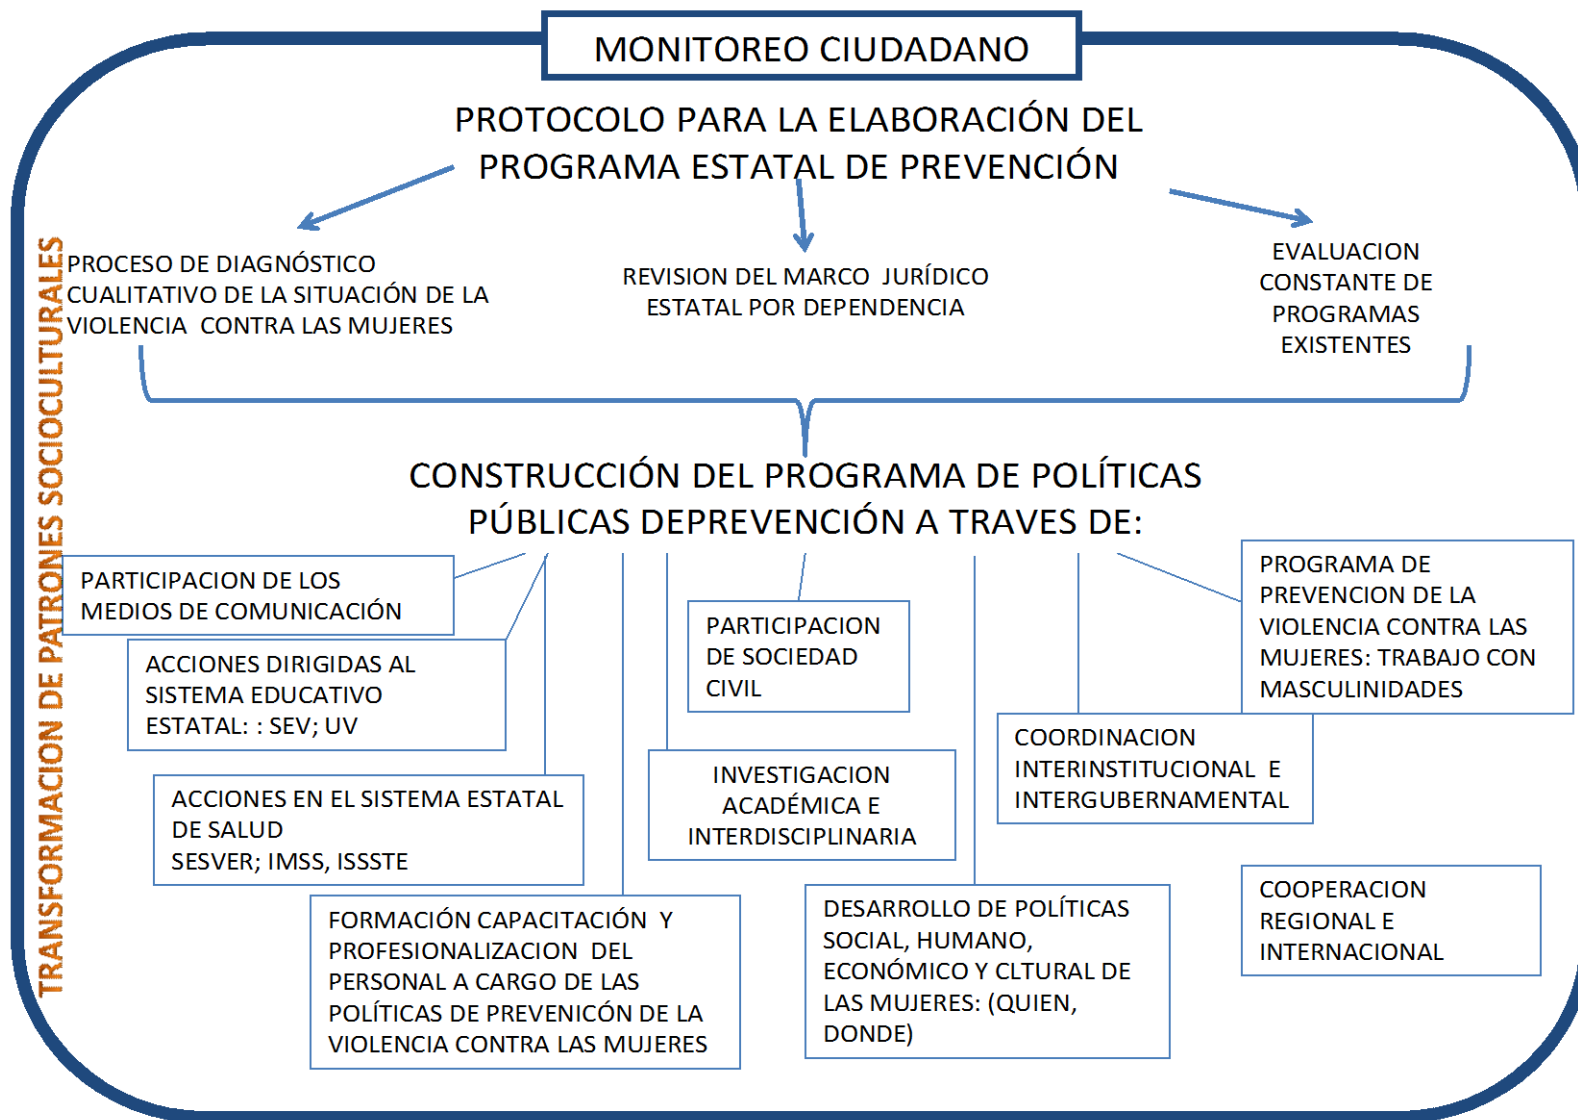 MONITOREO CIUDADANO
PROTOCOLO PARA LA ELABORACIÓN DEL
PROGRAMA ESTATAL DE PREVENCIÓN
TRANSFORMACION DE PATRONES SOCIOCULTURALES
PROCESO DE DIAGNÓSTICO
CUALITATIVO DE LA SITUACIÓN DE LA
VIOLENCIA CONTRA LAS MUJERES
REVISION DEL MARCO JURÍDICO
ESTATAL POR DEPENDENCIA
EVALUACION
CONSTANTE DE
PROGRAMAS
EXISTENTES
CONSTRUCCIÓN DEL PROGRAMA DE POLÍTICAS
PÚBLICAS DEPREVENCIÓN A TRAVES DE:
PARTICIPACION DE LOS
MEDIOS DE COMUNICACIÓN
ACCIONES DIRIGIDAS AL
SISTEMA EDUCATIVO
ESTATAL: : SEV; UV
ACCIONES EN EL SISTEMA ESTATAL
DE SALUD
SESVER; IMSS, ISSSTE
FORMACIÓN CAPACITACIÓN Y
PROFESIONALIZACION DEL
PERSONAL A CARGO DE LAS
POLÍTICAS DE PREVENICÓN DE LA
VIOLENCIA CONTRA LAS MUJERES
PARTICIPACION
DE SOCIEDAD
CIVIL
INVESTIGACION
ACADÉMICA E
INTERDISCIPLINARIA
DESARROLLO DE POLÍTICAS
SOCIAL, HUMANO,
ECONÓMICO Y CLTURAL DE
LAS MUJERES: (QUIEN,
DONDE)
COORDINACION
INTERINSTITUCIONAL E
INTERGUBERNAMENTAL
PROGRAMA DE
PREVENCION DE LA
VIOLENCIA CONTRA LAS
MUJERES: TRABAJO CON
MASCULINIDADES
COOPERACION
REGIONAL E
INTERNACIONAL